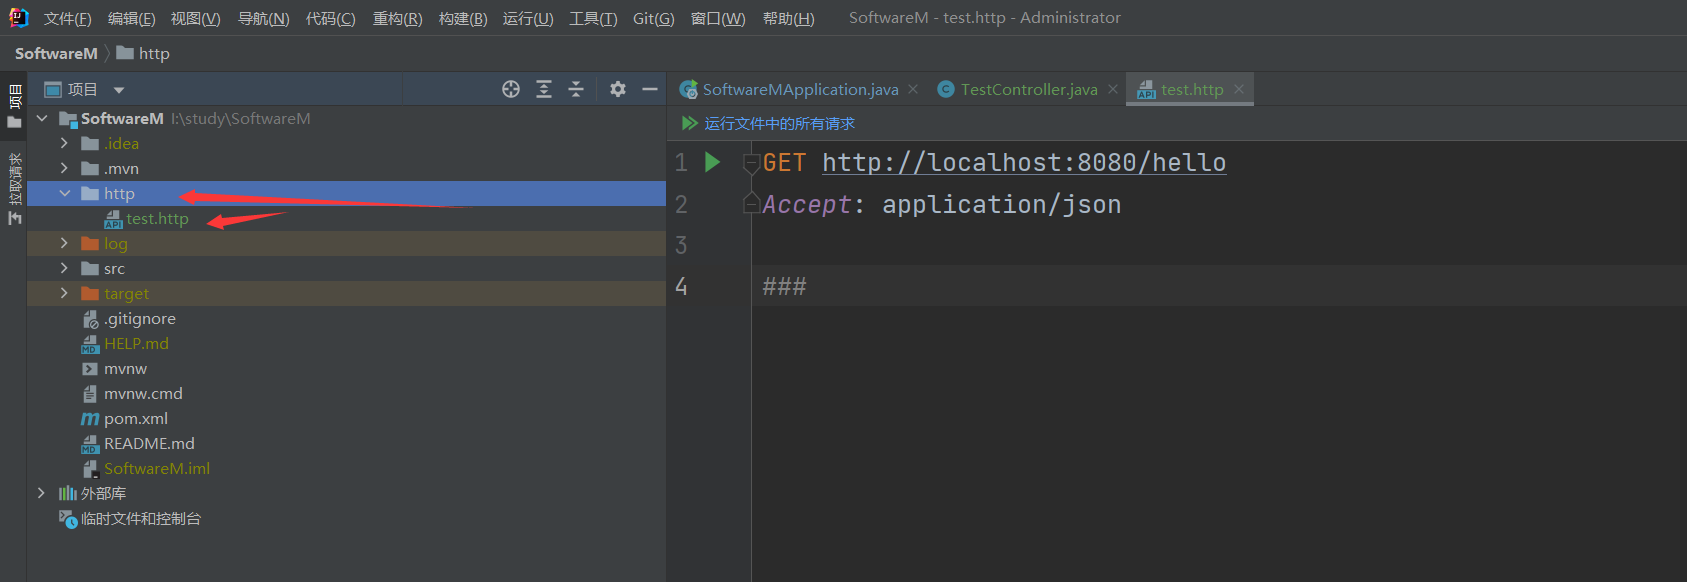 文件(F) 编辑(E) 视图(V) 导航(N) 代码(C) 重构(R) 构建(B) 运行(U) 工具(T) Git(G) 窗口(W) 帮助(H) SoftwareM - test.http - Administrator
SoftwareM http
项目
拉取请求
项目
SoftwareM I:\study\SoftwareM
.idea
.mvn
http
test.http
log
src
target
.gitignore
HELP.md
mvnw
mvnw.cmd
pom.xml
README.md
SoftwareM.iml
外部库
临时文件和控制台
SoftwareMApplication.java TestController.java test.http
运行文件中的所有请求
1 GET http://localhost:8080/hello
2 Accept: application/json
3
4 ###